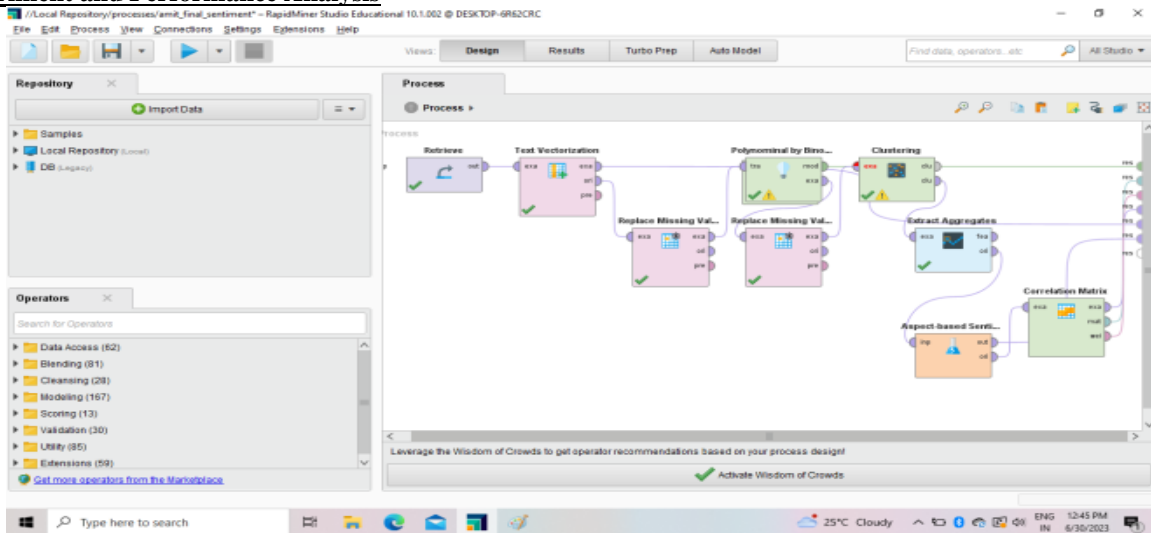 //Local Repository/processes/amit_final_sentiment* – RapidMiner Studio Educational 10.1.002 @ DESKTOP-6R62CRC
File Edit Process View Connections Settings Extensions Help
Views: Design Results Turbo Prep Auto Model Find data, operators...etc All Studio
Repository
Import Data
Samples
Local Repository (Local)
DB (Legacy)
Operators
Search for Operators
Data Access (62)
Blending (81)
Cleansing (28)
Modeling (167)
Scoring (13)
Validation (30)
Utility (85)
Extensions (59)
Get more operators from the Marketplace
Process
Process
Process
Retrieve
out
Text Vectorization
exa exa
ori
pre
Polynominal by Bino...
tra mod
exa
Clustering
exa clu
clu
Replace Missing Val...
exa exa
ori
pre
Replace Missing Val...
exa exa
ori
pre
Extract Aggregates
exa fea
ori
Aspect-based Senti...
inp out
ori
Correlation Matrix
exa exa
mat
wei
res
res
res
res
res
res
res
Leverage the Wisdom of Crowds to get operator recommendations based on your process design!
Activate Wisdom of Crowds
Type here to search
25°C Cloudy
ENG
IN
12:45 PM
6/30/2023